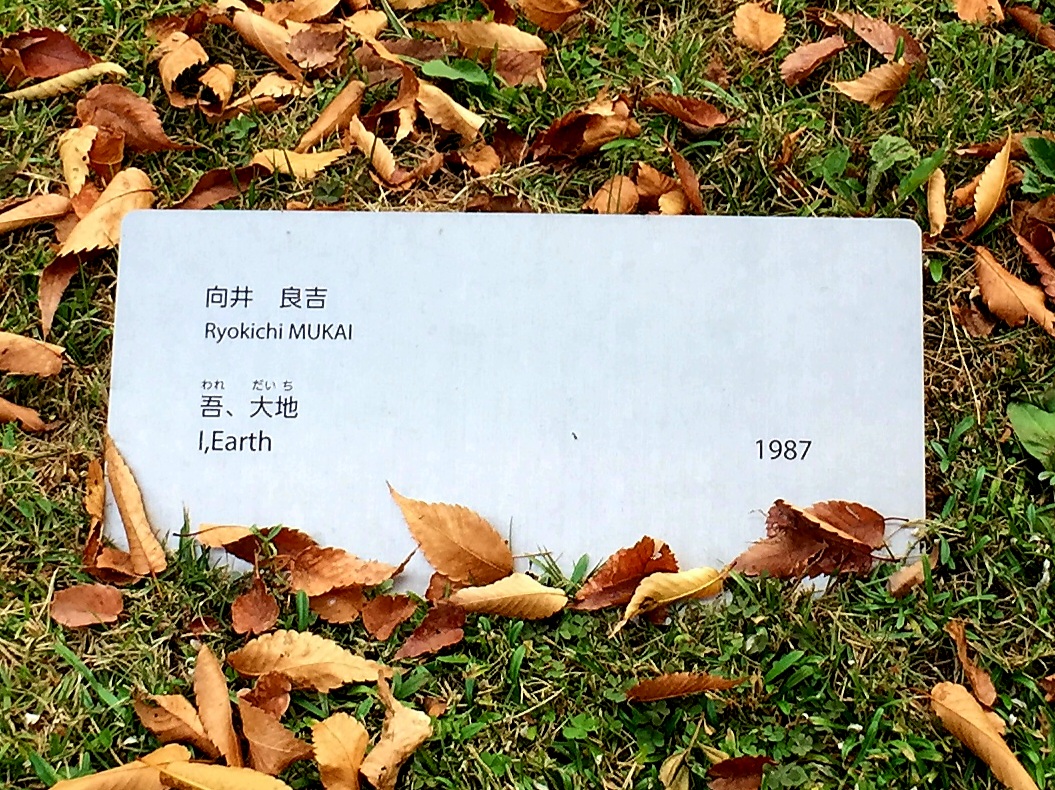 向井　良吉
Ryokichi MUKAI
われ　だいち
吾、大地
I,Earth
1987